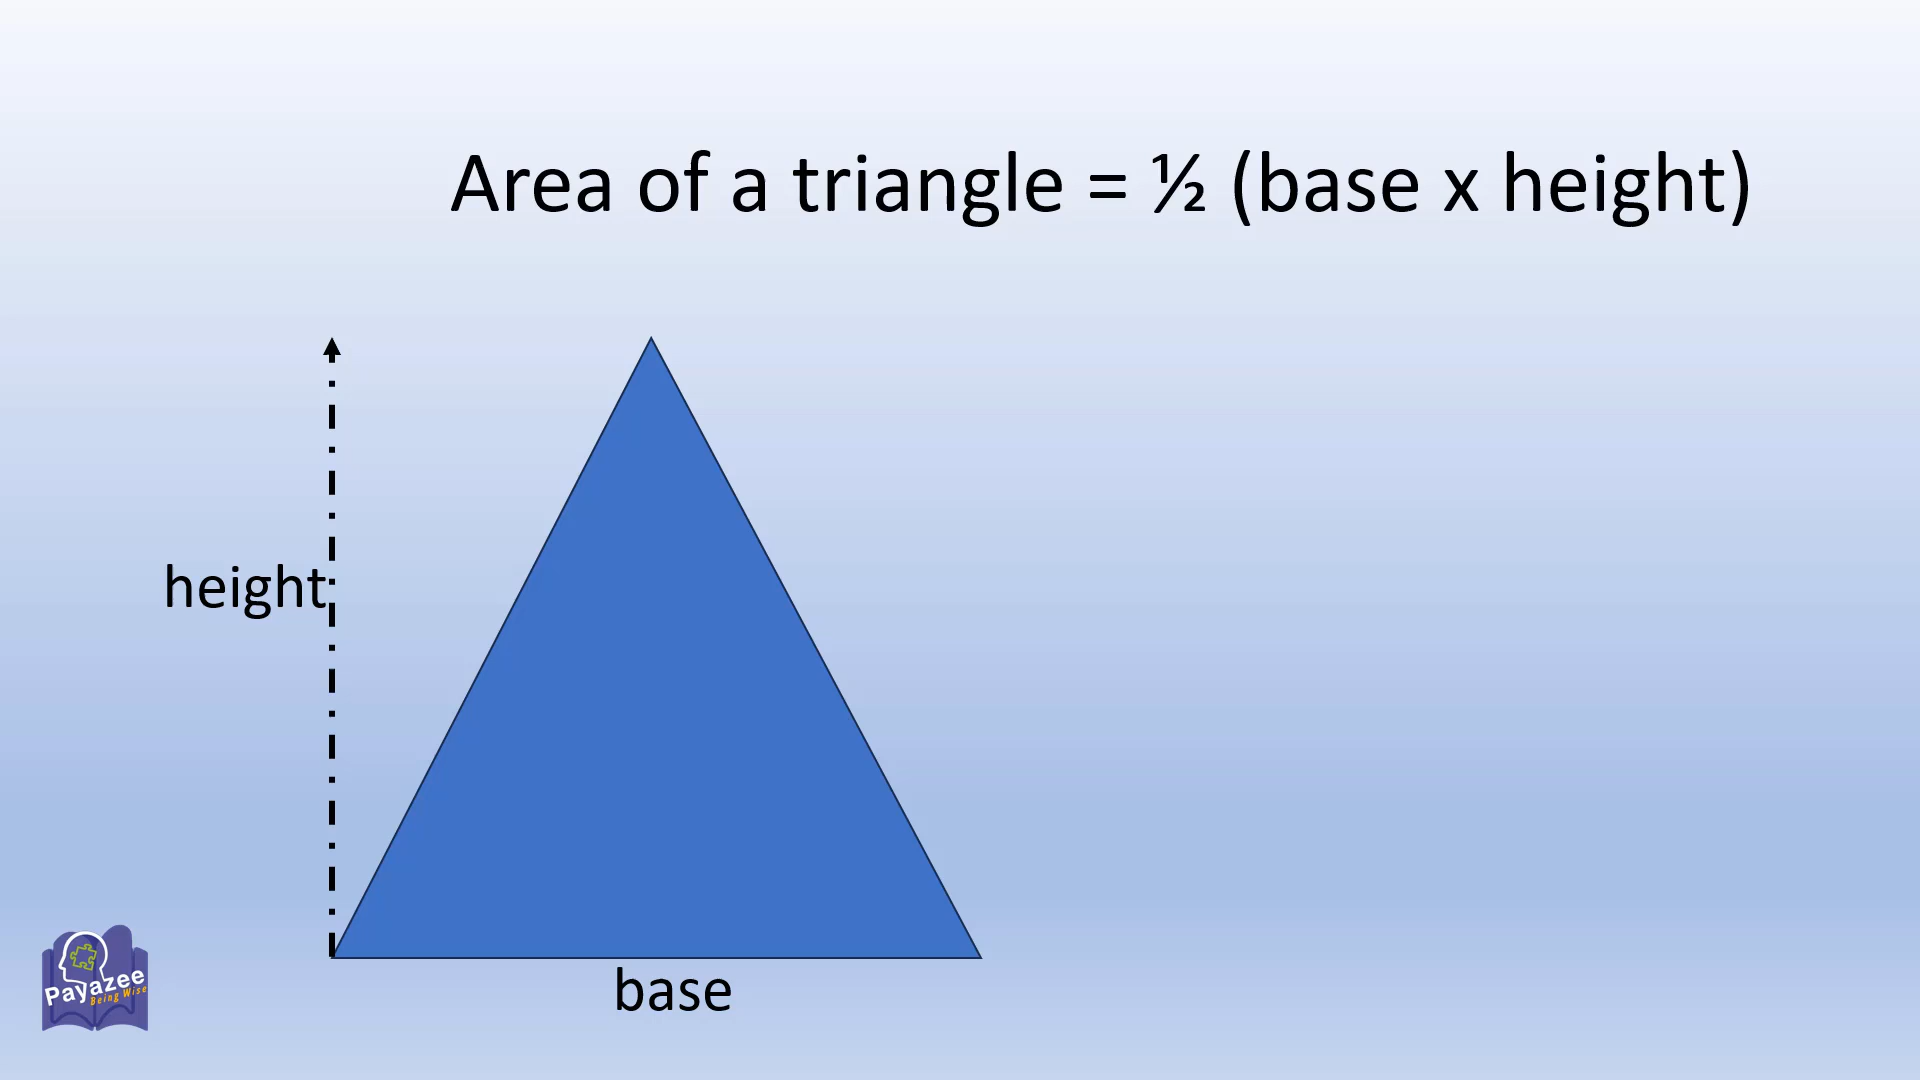 Area of a triangle = ½ (base x height)
height
base
Payazee
Being Wise